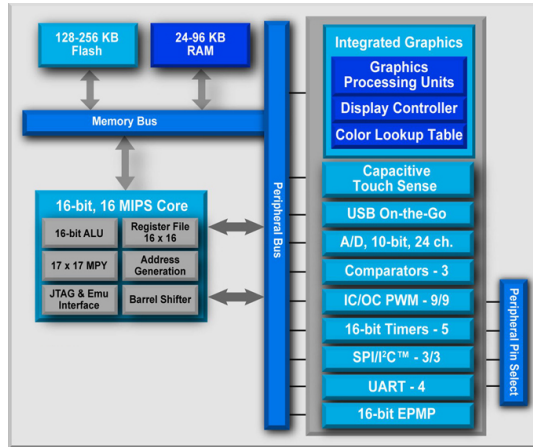 128-256 KB
Flash
24-96 KB
RAM
Memory Bus
16-bit, 16 MIPS Core
16-bit ALU
Register File
16 x 16
17 x 17 MPY
Address
Generation
JTAG & Emu
Interface
Barrel Shifter
Peripheral Bus
Integrated Graphics
Graphics
Processing Units
Display Controller
Color Lookup Table
Capacitive
Touch Sense
USB On-the-Go
A/D, 10-bit, 24 ch.
Comparators - 3
IC/OC PWM - 9/9
16-bit Timers - 5
SPI/I²C™ - 3/3
UART - 4
16-bit EPMP
Peripheral Pin Select